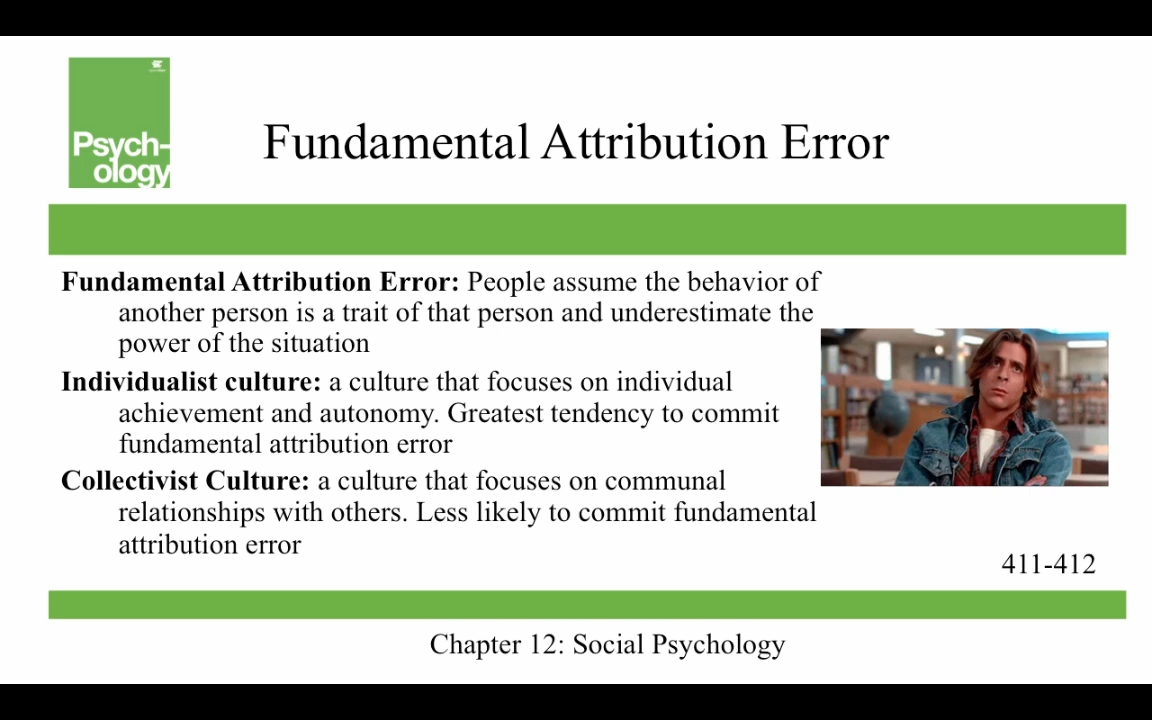 Psych-
ology
Fundamental Attribution Error
Fundamental Attribution Error: People assume the behavior of
another person is a trait of that person and underestimate the
power of the situation
Individualist culture: a culture that focuses on individual
achievement and autonomy. Greatest tendency to commit
fundamental attribution error
Collectivist Culture: a culture that focuses on communal
relationships with others. Less likely to commit fundamental
attribution error
411-412
Chapter 12: Social Psychology